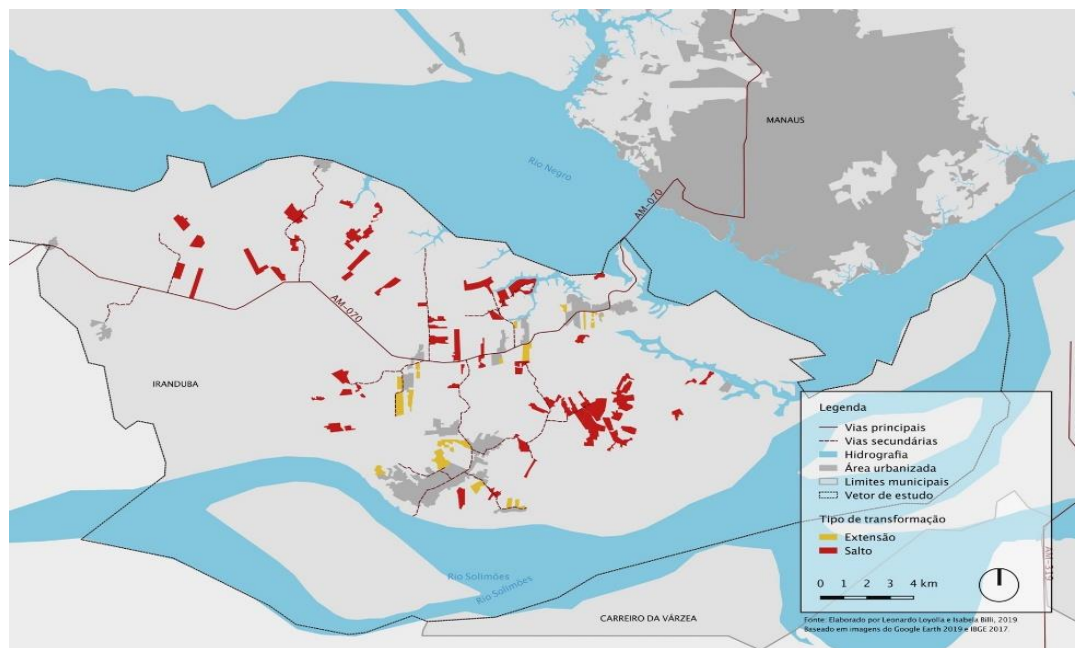 MANAUS
Rio Negro
AM-070
AM-070
IRANDUBA
Legenda
Vias principais
Vias secundárias
Hidrografia
Área urbanizada
Limites municipais
Vetor de estudo
Tipo de transformação
Extensão
Salto
0 1 2 3 4 km
AM-319
Rio Solimões
Rio Solimões
CARREIRO DA VÁRZEA
Fonte: Elaborado por Leonardo Loyolla e Isabela Billi, 2019
Baseado em imagens do Google Earth 2019 e IBGE 2017.